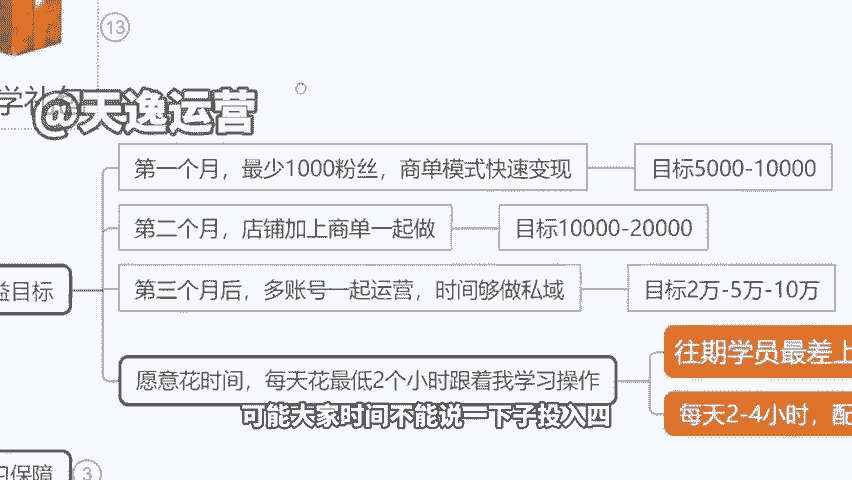 13
学礼包
@天逸运营
第一个月，最少1000粉丝，商单模式快速变现
目标5000-10000
第二个月，店铺加上商单一起做
目标10000-20000
益目标
第三个月后，多账号一起运营，时间够做私域
目标2万-5万-10万
愿意花时间，每天花最低2个小时跟着我学习操作
往期学员最差上
每天2-4小时，配
可能大家时间不能说一下子投入四
习保障
3